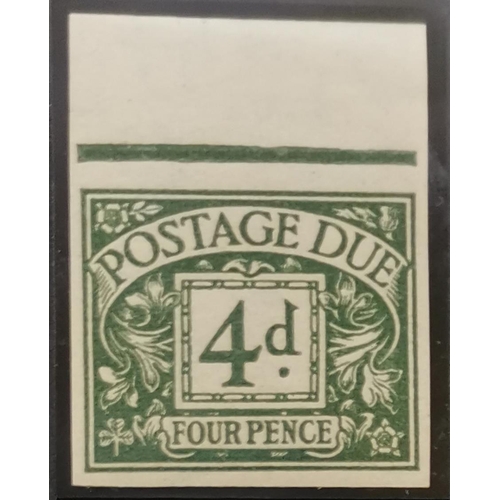 POSTAGE DUE
4d.
FOUR PENCE